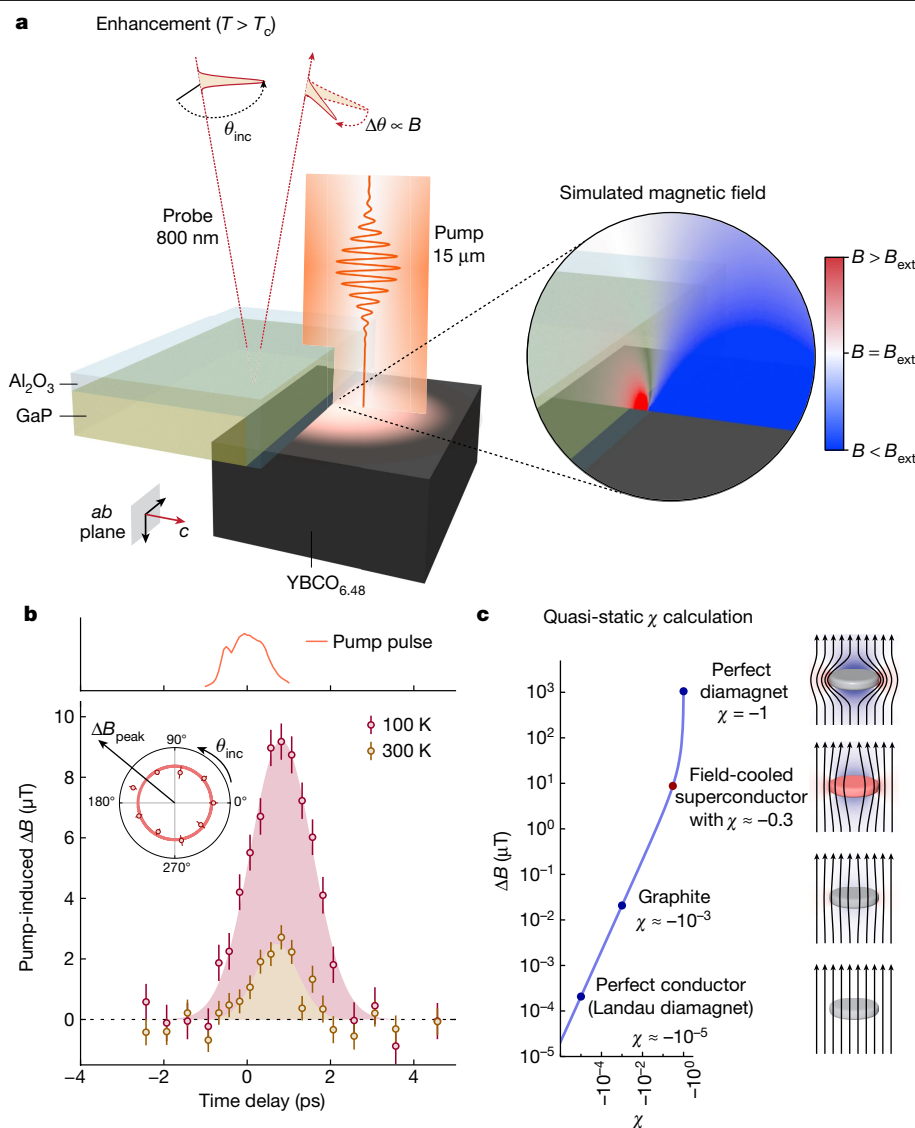 a
Enhancement (T > Tc)
θinc
Δθ ∝ B
Probe
800 nm
Pump
15 μm
Simulated magnetic field
B > Bext
B = Bext
B < Bext
Al2O3
GaP
ab
plane
c
YBCO6.48
b
Pump pulse
10
8
6
4
2
0
Pump-induced ΔB (μT)
100 K
300 K
ΔBpeak
θinc
90°
180°
0°
270°
−4
−2
0
2
4
Time delay (ps)
c
Quasi-static χ calculation
10³
10²
10¹
10⁰
10⁻¹
10⁻²
10⁻³
10⁻⁴
10⁻⁵
ΔB (μT)
Perfect
diamagnet
χ = −1
Field-cooled
superconductor
with χ ≈ −0.3
Graphite
χ ≈ −10⁻³
Perfect conductor
(Landau diamagnet)
χ ≈ −10⁻⁵
−10⁻⁴
−10⁻²
−10⁰
χ